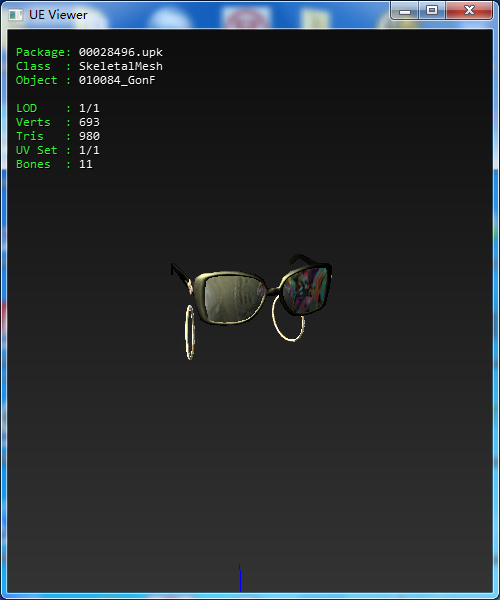 UE Viewer
Package: 00028496.upk
Class : SkeletalMesh
Object : 010084_GonF
LOD : 1/1
Verts : 693
Tris : 980
UV Set : 1/1
Bones : 11